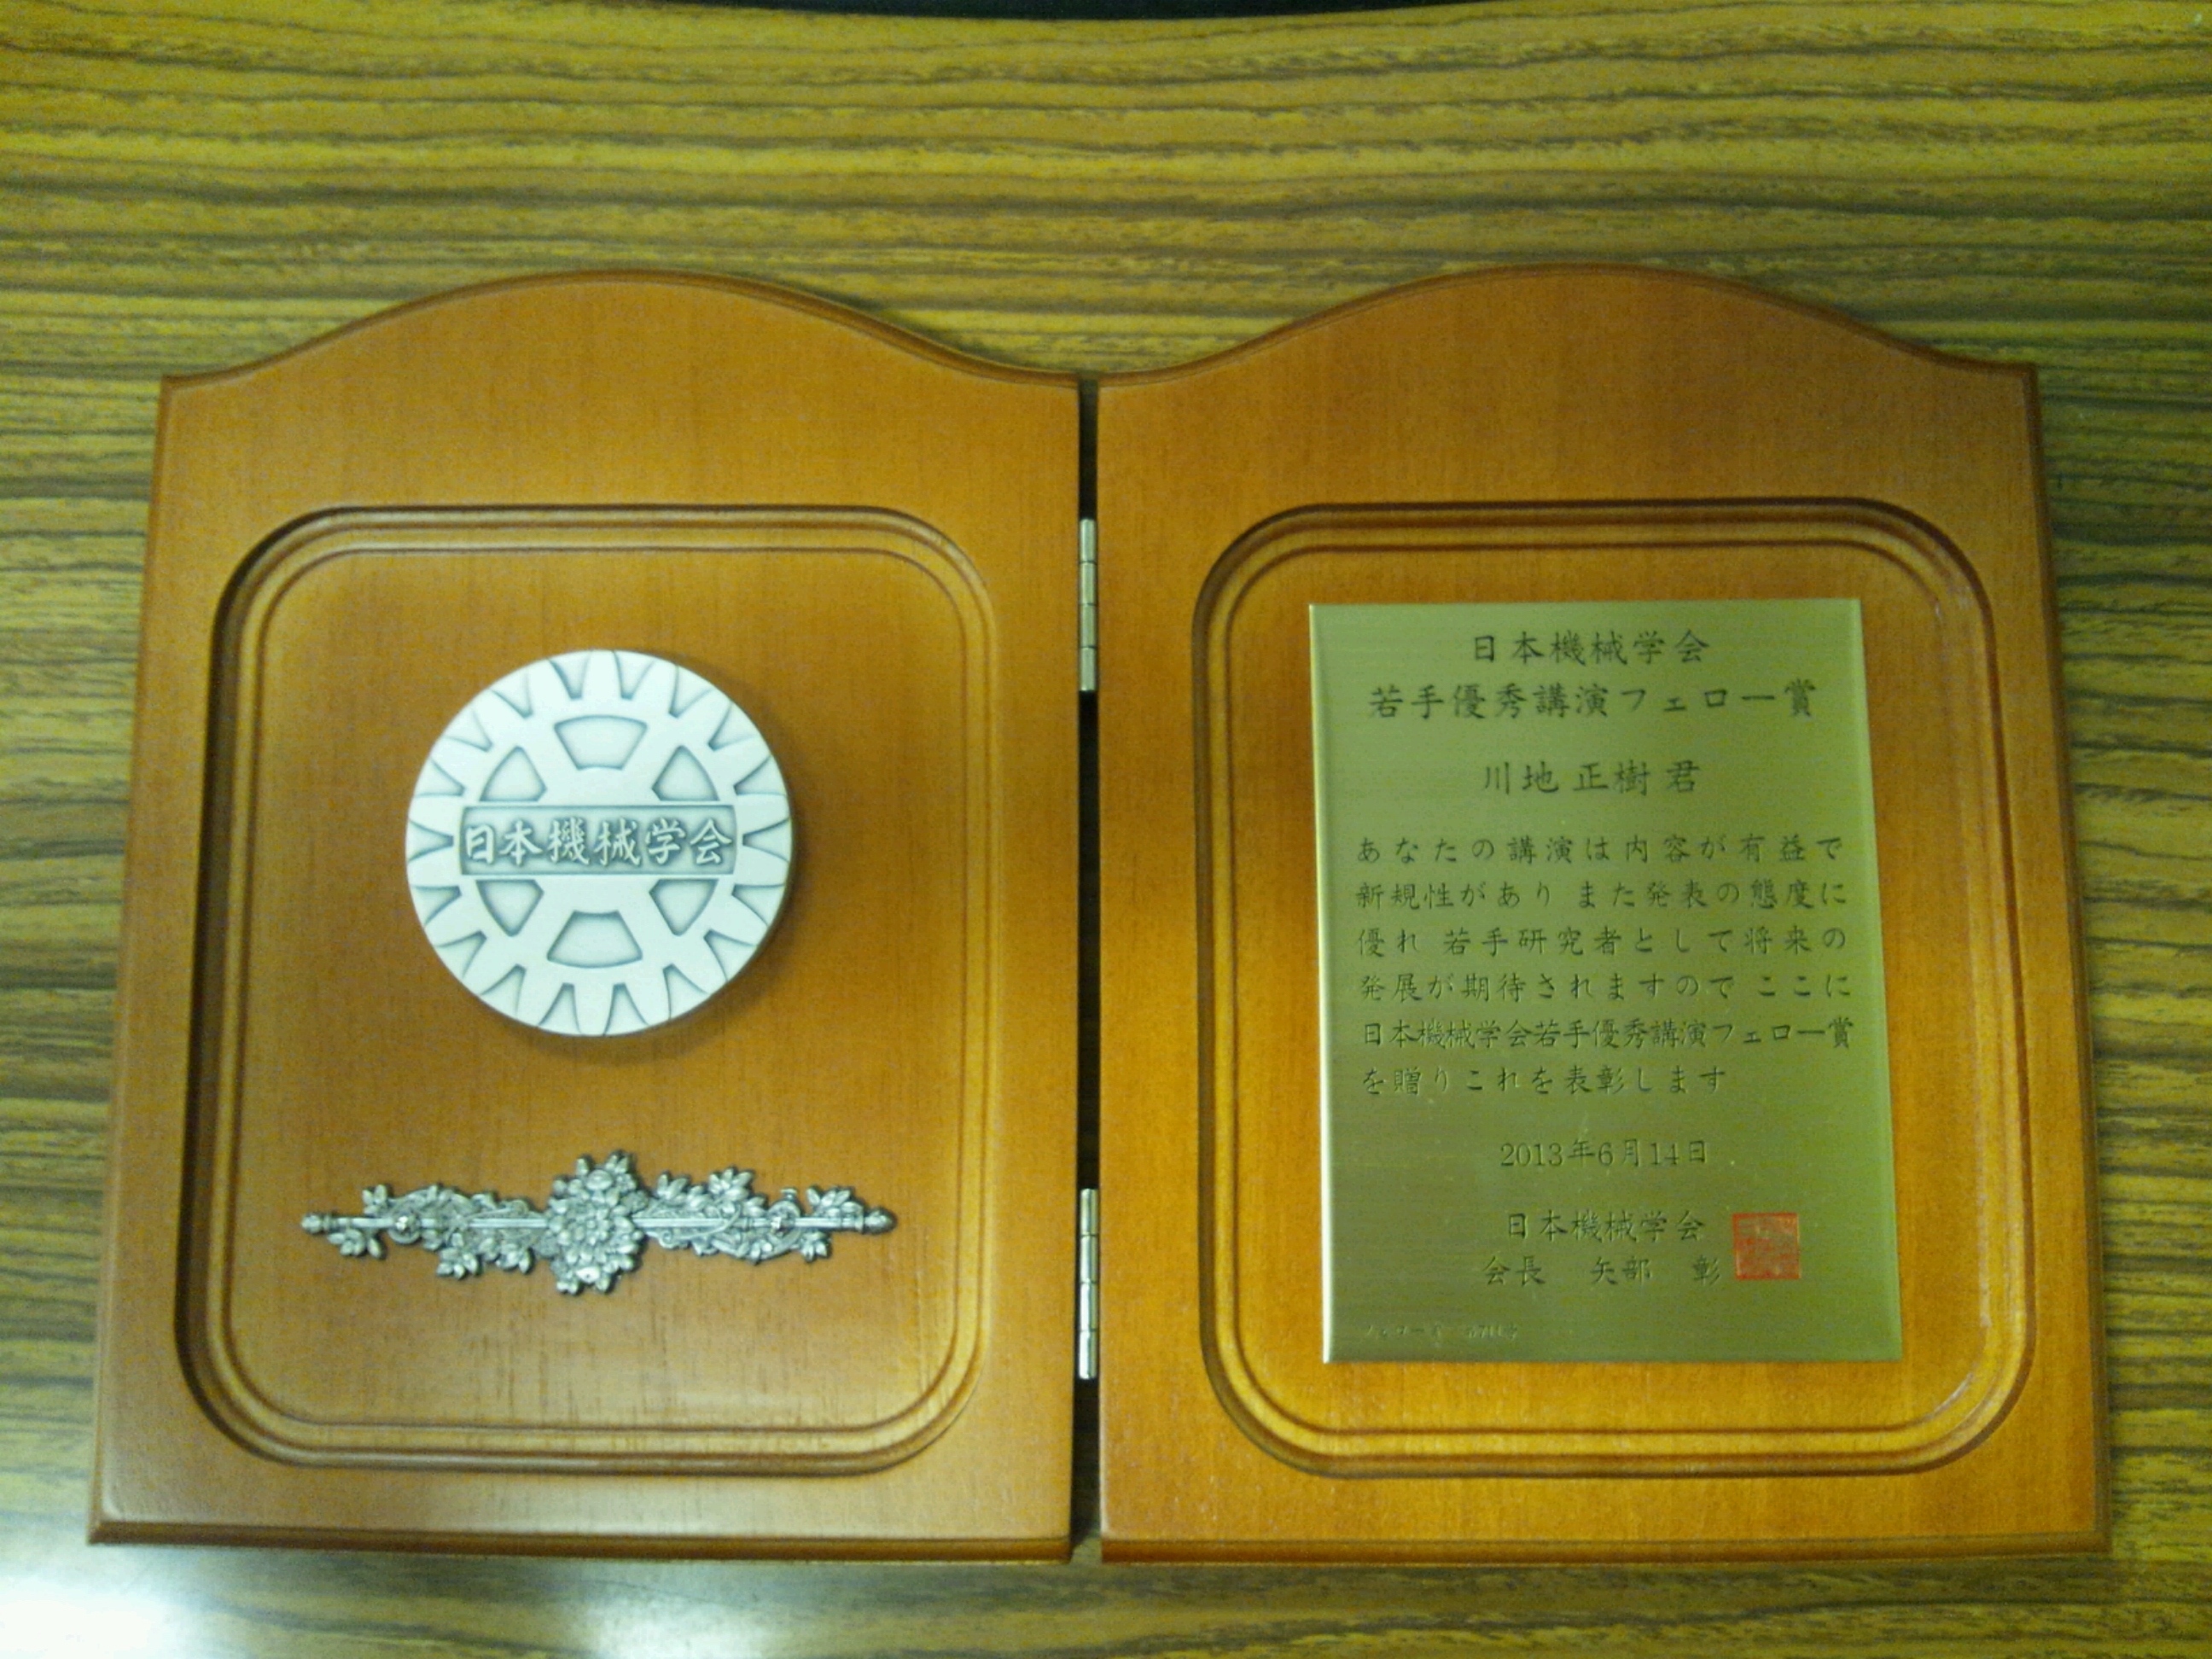 日本機械学会
日本機械学会
若手優秀講演フェロー賞
川地 正樹 君
あなたの講演は内容が有益で
新規性があり また発表の態度に
優れ 若手研究者として将来の
発展が期待されますので ここに
日本機械学会若手優秀講演フェロー賞
を贈りこれを表彰します
2013年6月14日
日本機械学会
会長 矢部 彰